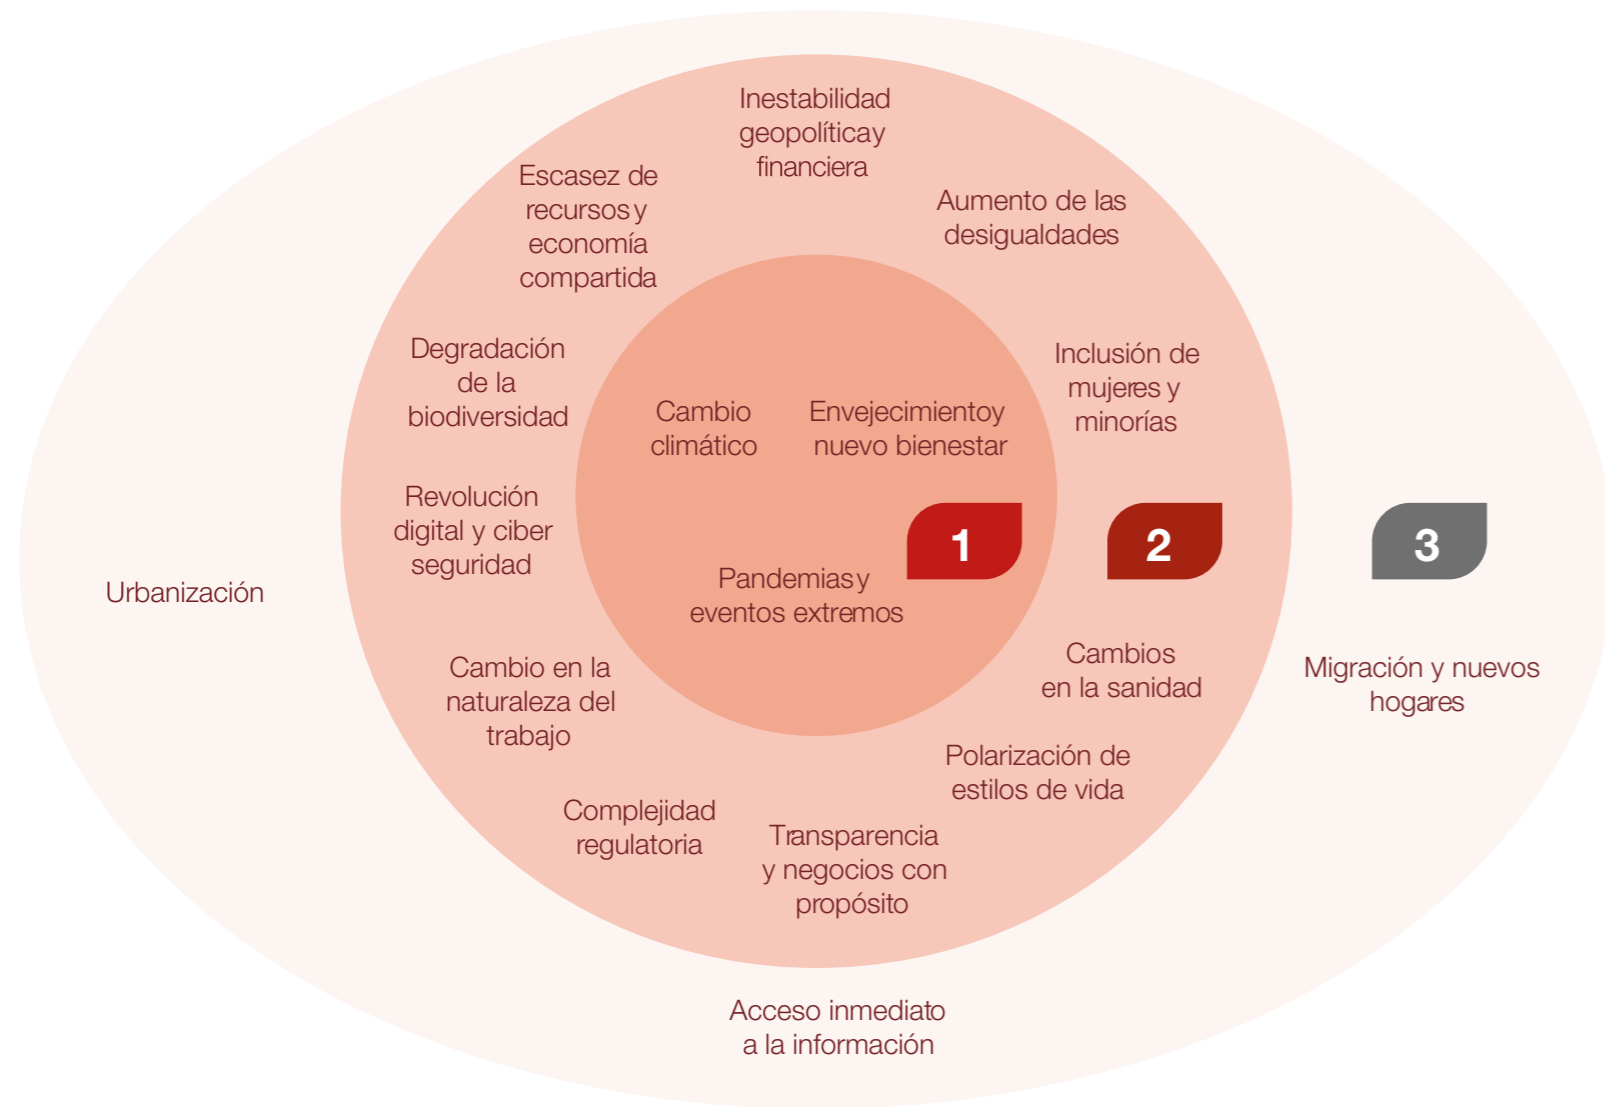 Inestabilidad
geopolíticay
financiera
Escasez de
recursos y
economía
compartida
Aumento de las
desigualdades
Degradación
de la
biodiversidad
Inclusión de
mujeres y
minorías
Cambio
climático
Envejecimientoy
nuevo bienestar
Revolución
digital y ciber
seguridad
1
2
3
Pandemias y
eventos extremos
Urbanización
Cambio en la
naturaleza del
trabajo
Cambios
en la sanidad
Migración y nuevos
hogares
Polarización de
estilos de vida
Complejidad
regulatoria
Transparencia
y negocios con
propósito
Acceso inmediato
a la información